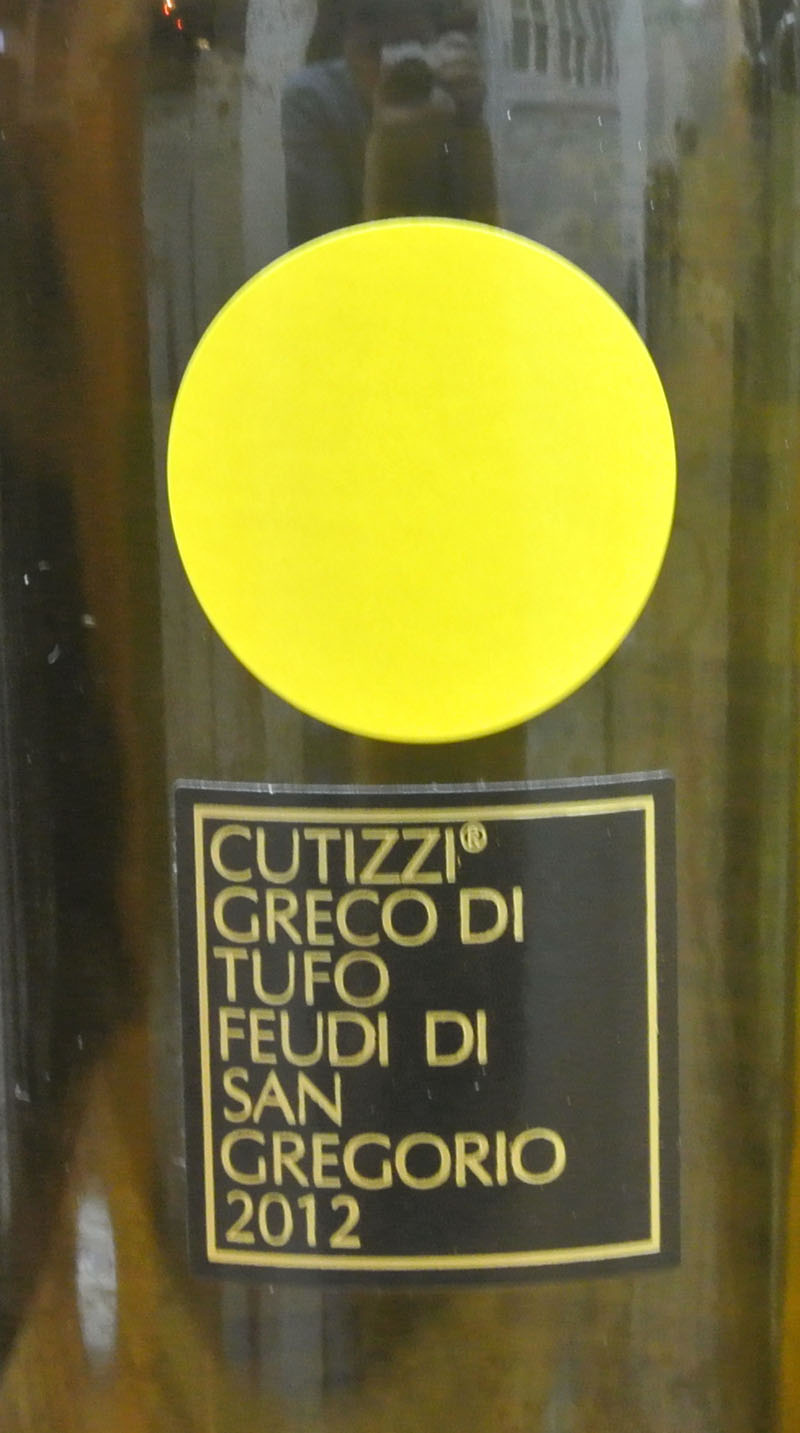 CUTIZZI®
GRECO DI
TUFO
FEUDI DI
SAN
GREGORIO
2012